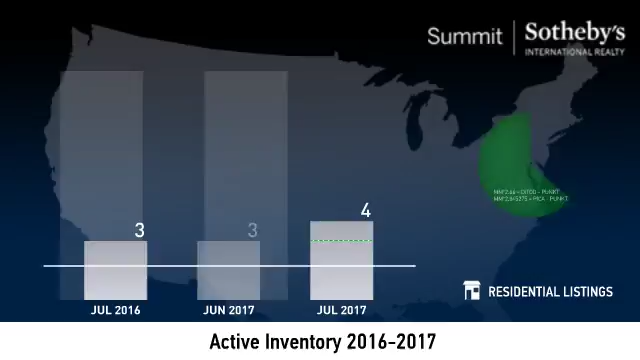 Summit
Sotheby's
INTERNATIONAL REALTY
3
3
4
JUL 2016
JUN 2017
JUL 2017
RESIDENTIAL LISTINGS
Active Inventory 2016-2017